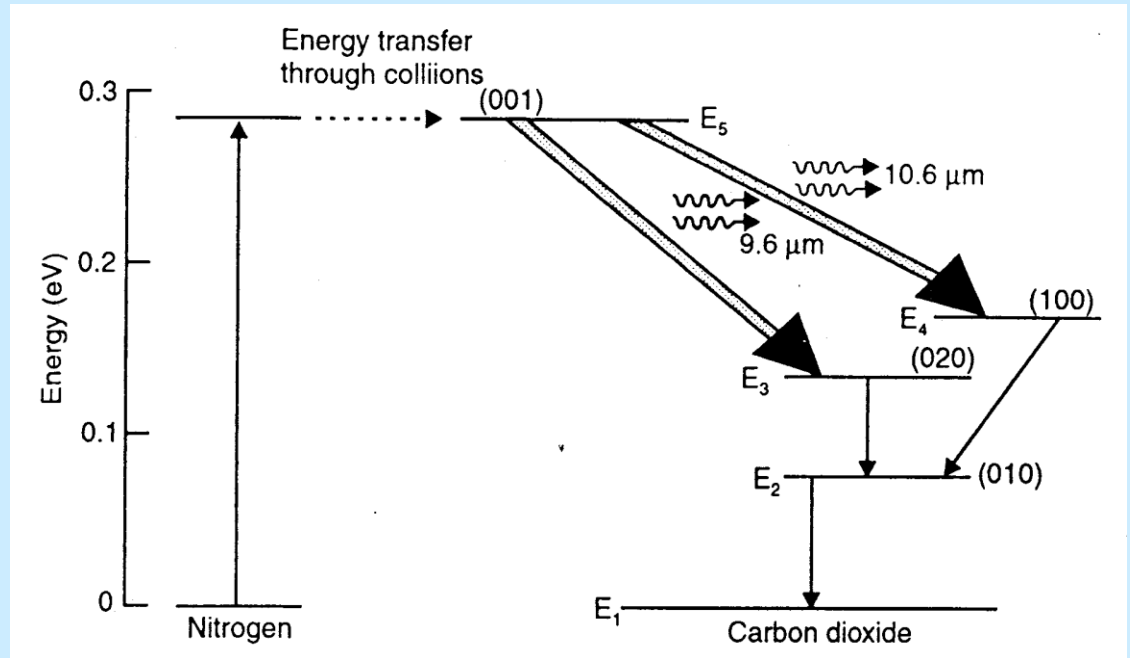 Energy transfer
through colliions
0.3
(001)
E₅
10.6 μm
9.6 μm
0.2
Energy (eV)
(100)
E₄
(020)
E₃
0.1
E₂
(010)
0
E₁
Nitrogen
Carbon dioxide